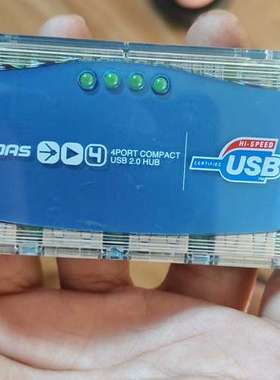 4
4PORT COMPACT
USB 2.0 HUB
HI-SPEED
CERTIFIED
USB